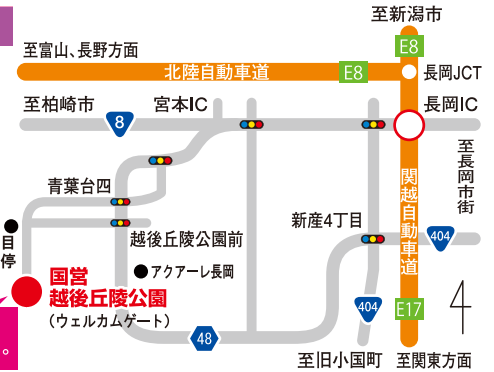 至新潟市
E8
至富山、長野方面
北陸自動車道
E8
長岡JCT
至柏崎市
宮本IC
長岡IC
8
至長岡市街
青葉台四
関越自動車道
新産4丁目
404
越後丘陵公園前
目
停
アクアーレ長岡
国営
越後丘陵公園
(ウェルカムゲート)
404
E17
48
。
至旧小国町
至関東方面